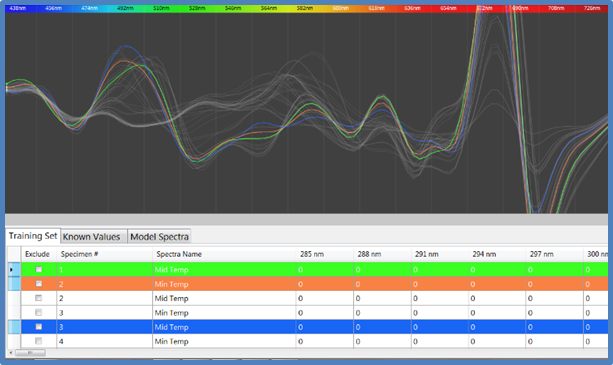 438nm 456nm 474nm 492nm 510nm 528nm 546nm 564nm 582nm 600nm 618nm 636nm 654nm 672nm 690nm 708nm 726nm
Training Set Known Values Model Spectra
Exclude Specimen # Spectra Name 285 nm 288 nm 291 nm 294 nm 297 nm 300 nm
1 Mid Temp 0 0 0 0 0 0
2 Min Temp 0 0 0 0 0 0
2 Mid Temp 0 0 0 0 0 0
3 Min Temp 0 0 0 0 0 0
3 Mid Temp 0 0 0 0 0 0
4 Min Temp 0 0 0 0 0 0